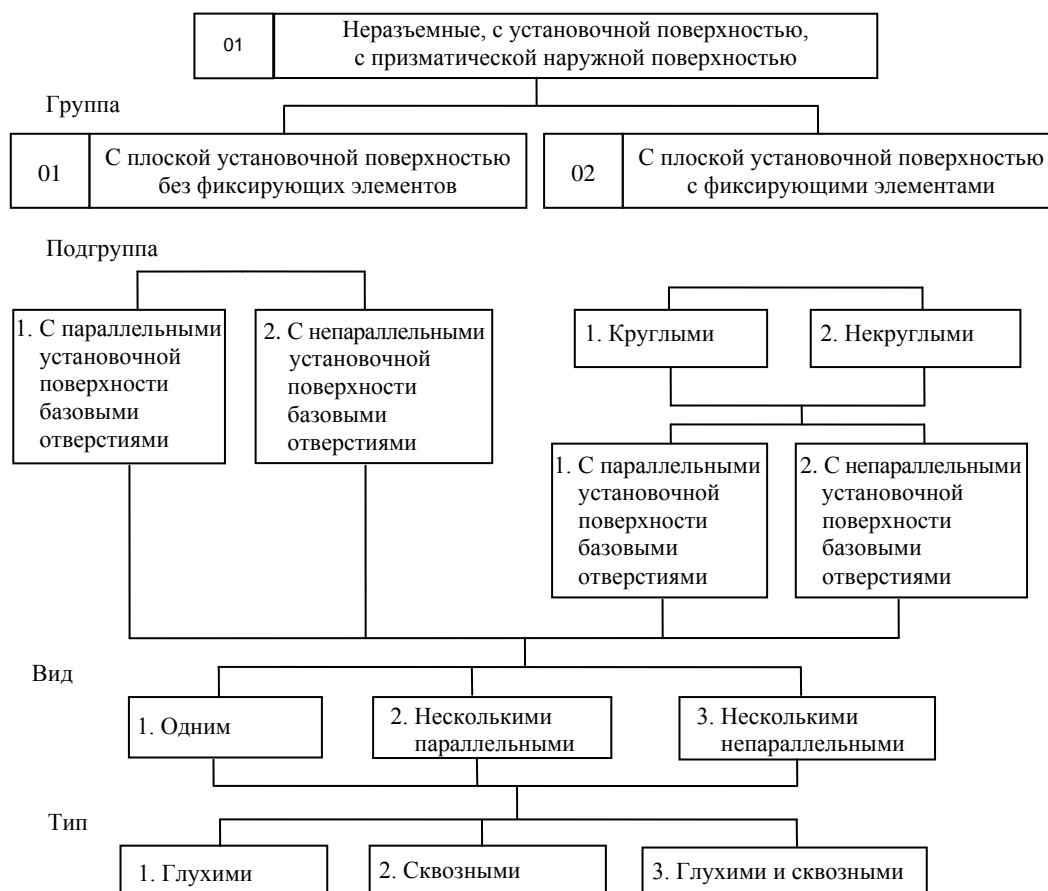 01
Неразъемные, с установочной поверхностью,
с призматической наружной поверхностью
Группа
01
С плоской установочной поверхностью
без фиксирующих элементов
02
С плоской установочной поверхностью
с фиксирующими элементами
Подгруппа
1. С параллельными
установочной
поверхности
базовыми
отверстиями
2. С непараллельными
установочной
поверхности
базовыми
отверстиями
1. Круглыми
2. Некруглыми
1. С параллельными
установочной
поверхности
базовыми
отверстиями
2. С непараллельными
установочной
поверхности
базовыми
отверстиями
Вид
1. Одним
2. Несколькими
параллельными
3. Несколькими
непараллельными
Тип
1. Глухими
2. Сквозными
3. Глухими и сквозными